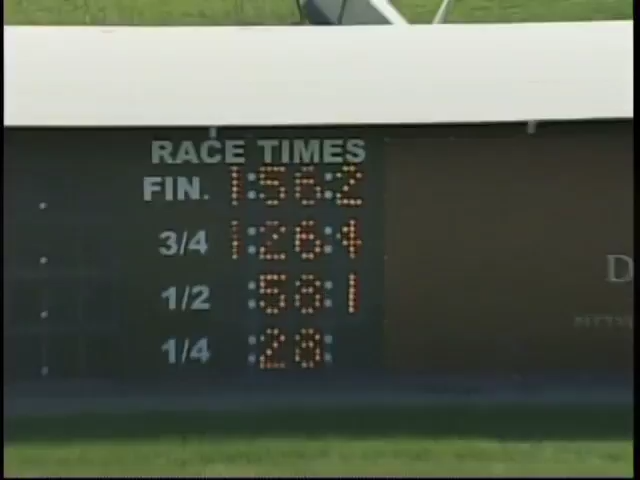 RACE TIMES
FIN. 1:56:2
3/4 1:26:4
1/2 :58:1
1/4 :28:
D